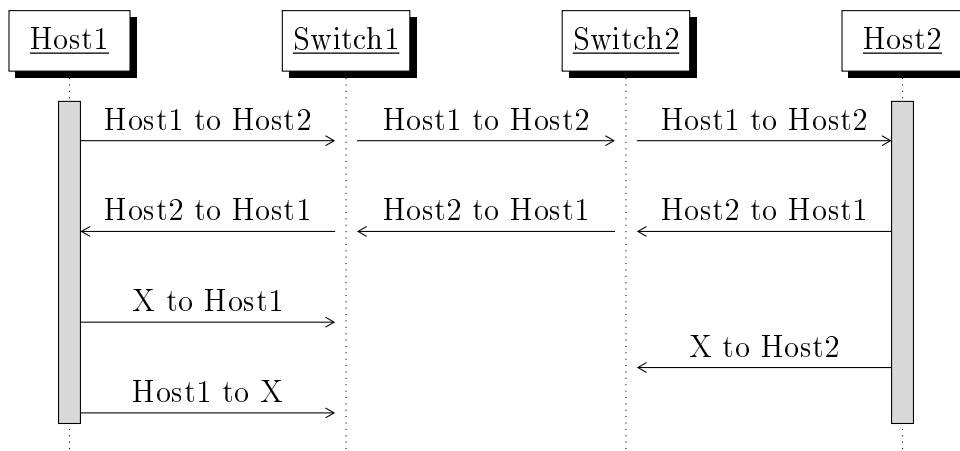 Host1 Switch1 Switch2 Host2
Host1 to Host2 Host1 to Host2 Host1 to Host2
Host2 to Host1 Host2 to Host1 Host2 to Host1
X to Host1
X to Host2
Host1 to X